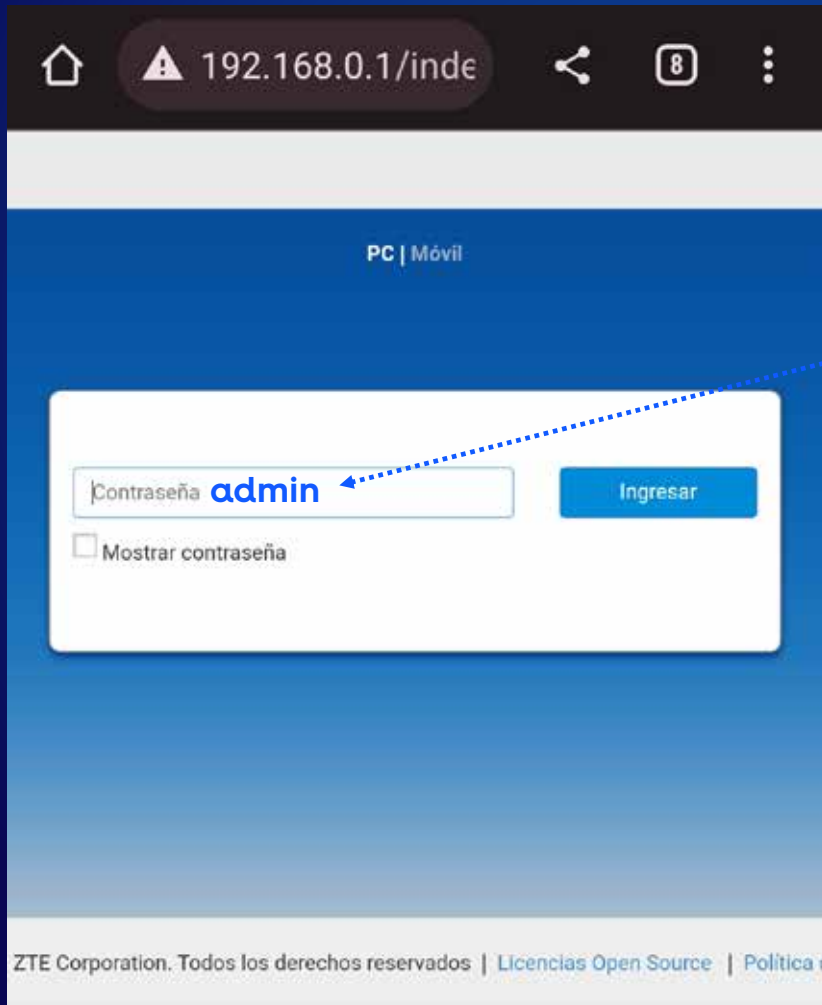 192.168.0.1/inde
8
PC | Móvil
Contraseña admin
Ingresar
Mostrar contraseña
ZTE Corporation. Todos los derechos reservados | Licencias Open Source | Política